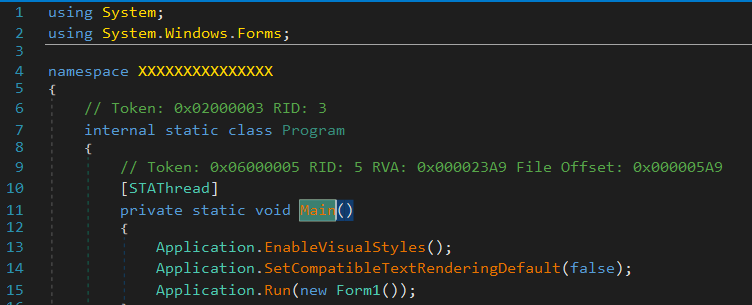 1 using System;
2 using System.Windows.Forms;
3
4 namespace XXXXXXXXXXXXXXX
5 {
6 // Token: 0x02000003 RID: 3
7 internal static class Program
8 {
9 // Token: 0x06000005 RID: 5 RVA: 0x000023A9 File Offset: 0x000005A9
10 [STAThread]
11 private static void Main()
12 {
13 Application.EnableVisualStyles();
14 Application.SetCompatibleTextRenderingDefault(false);
15 Application.Run(new Form1());